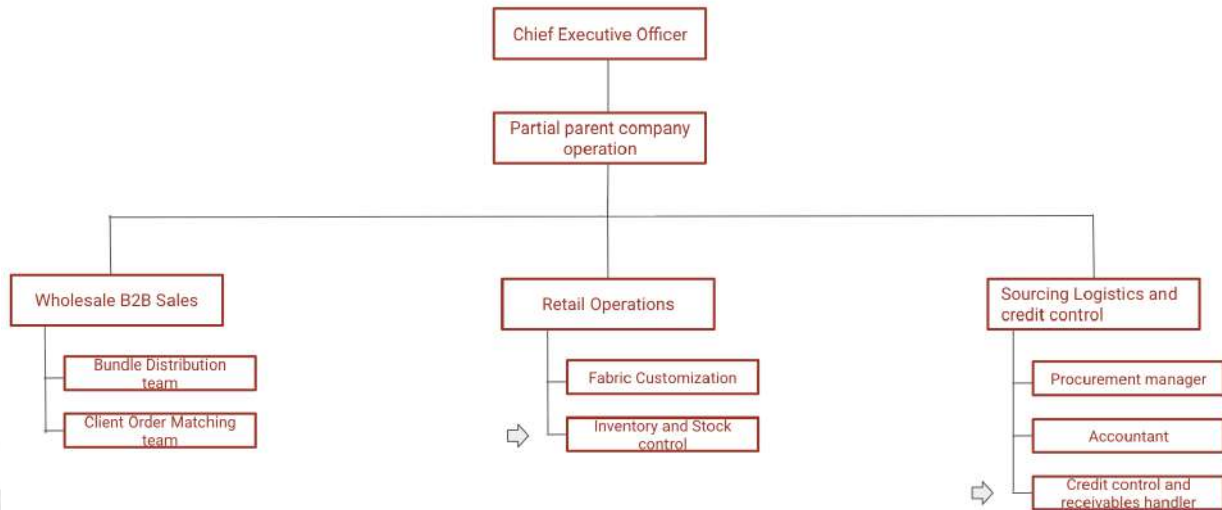 Chief Executive Officer
Partial parent company
operation
Wholesale B2B Sales
Bundle Distribution
team
Client Order Matching
team
Retail Operations
Fabric Customization
Inventory and Stock
control
Sourcing Logistics and
credit control
Procurement manager
Accountant
Credit control and
receivables handler